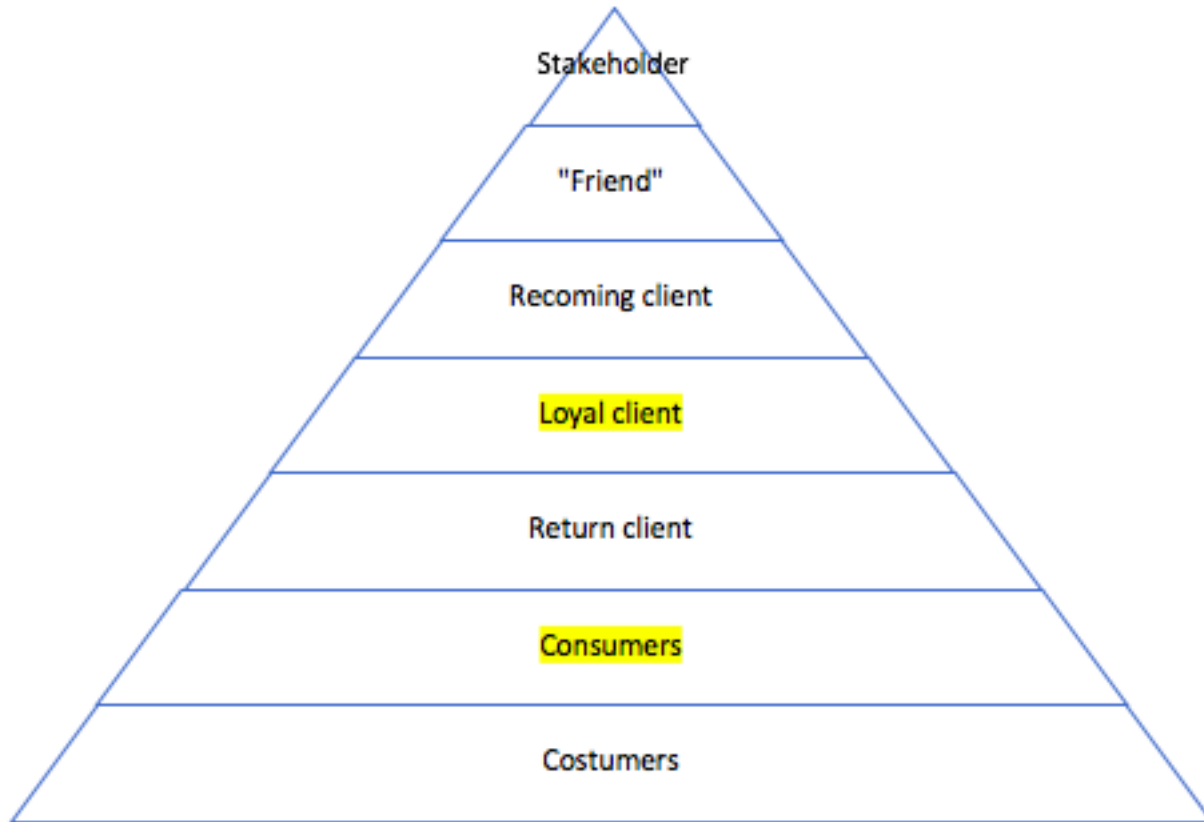 Stakeholder
"Friend"
Recoming client
Loyal client
Return client
Consumers
Costumers